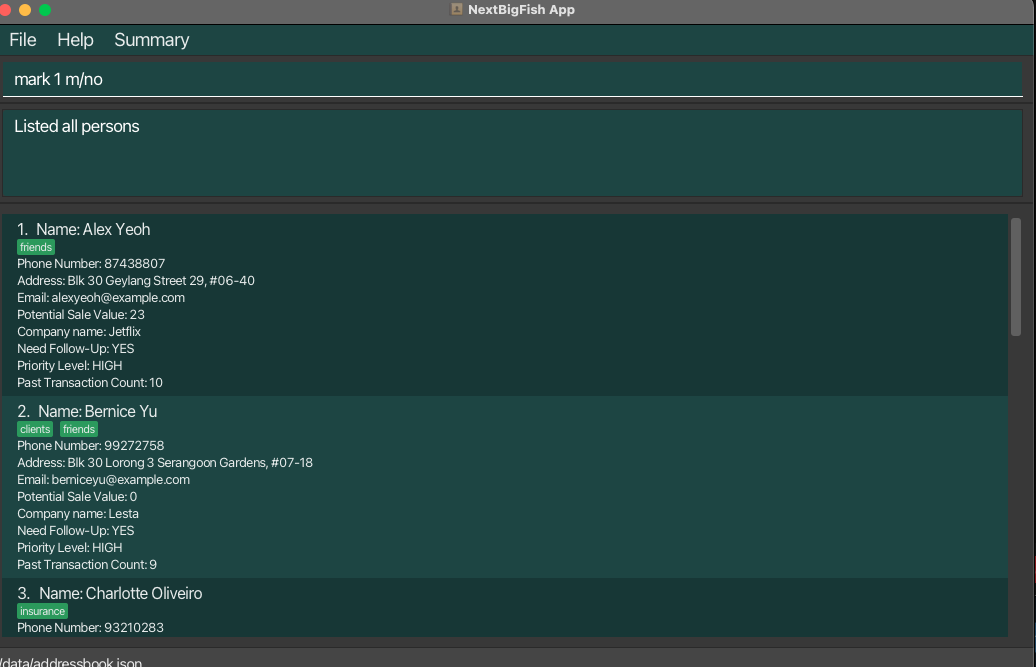 NextBigFish App
File Help Summary
mark 1 m/no
Listed all persons
1. Name: Alex Yeoh
friends
Phone Number: 87438807
Address: Blk 30 Geylang Street 29, #06-40
Email: alexyeoh@example.com
Potential Sale Value: 23
Company name: Jetflix
Need Follow-Up: YES
Priority Level: HIGH
Past Transaction Count: 10
2. Name: Bernice Yu
clients friends
Phone Number: 99272758
Address: Blk 30 Lorong 3 Serangoon Gardens, #07-18
Email: berniceyu@example.com
Potential Sale Value: 0
Company name: Lesta
Need Follow-Up: YES
Priority Level: HIGH
Past Transaction Count: 9
3. Name: Charlotte Oliveiro
insurance
Phone Number: 93210283
/data/addressbook.json